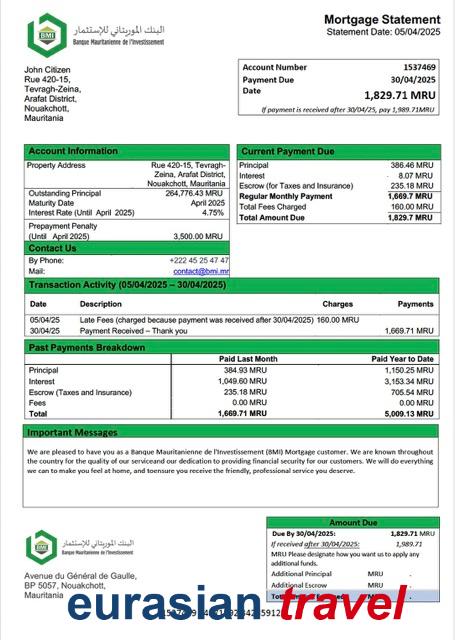 Mortgage Statement
Statement Date: 05/04/2025
البنك الموريتاني للإستثمار
BMI
Banque Mauritanienne de l'Investissement
John Citizen
Rue 420-15,
Tevragh-Zeina,
Arafat District,
Nouakchott,
Mauritania
Account Number 1537469
Payment Due 30/04/2025
Date
1,829.71 MRU
If payment is received after 30/04/25, pay 1,989.71MRU
Account Information
Property Address Rue 420-15, Tevragh-
Zeina, Arafat District,
Nouakchott, Mauritania
Outstanding Principal 264,776.43 MRU
Maturity Date April 2025
Interest Rate (Until April 2025) 4.75%
Prepayment Penalty
(Until April 2025) 3,500.00 MRU
Contact Us
By Phone: +222 45 25 47 47
Mail: contact@bmi.mr
Current Payment Due
Principal 386.46 MRU
Interest 8.07 MRU
Escrow (for Taxes and Insurance) 235.18 MRU
Regular Monthly Payment 1,669.7 MRU
Total Fees Charged 160.00 MRU
Total Amount Due 1,829.7 MRU
Transaction Activity (05/04/2025 – 30/04/2025)
Date Description Charges Payments
05/04/25 Late Fees (charged because payment was received after 30/04/2025) 160.00 MRU
30/04/25 Payment Received – Thank you 1,669.71 MRU
Past Payments Breakdown
Paid Last Month Paid Year to Date
Principal 384.93 MRU 1,150.25 MRU
Interest 1,049.60 MRU 3,153.34 MRU
Escrow (Taxes and Insurance) 235.18 MRU 705.54 MRU
Fees 0.00 MRU 0.00 MRU
Total 1,669.71 MRU 5,009.13 MRU
Important Messages
We are pleased to have you as a Banque Mauritanienne de l'Investissement (BMI) Mortgage customer. We are known throughout
the country for the quality of our serviceand our dedication to providing financial security for our customers. We will do everything
we can to make you feel at home, and toensure you receive the friendly, professional service you deserve.
البنك الموريتاني للإستثمار
BMI
Banque Mauritanienne de l'Investissement
Avenue du Général de Gaulle,
BP 5057, Nouakchott,
Mauritania
Amount Due
Due By 30/04/2025: 1,829.71 MRU
If received after 30/04/2025: 1,989.71
MRU Please designate how you want us to apply any
additional funds.
Additional Principal MRU .
Additional Escrow MRU .
MRU .
eurasian travel